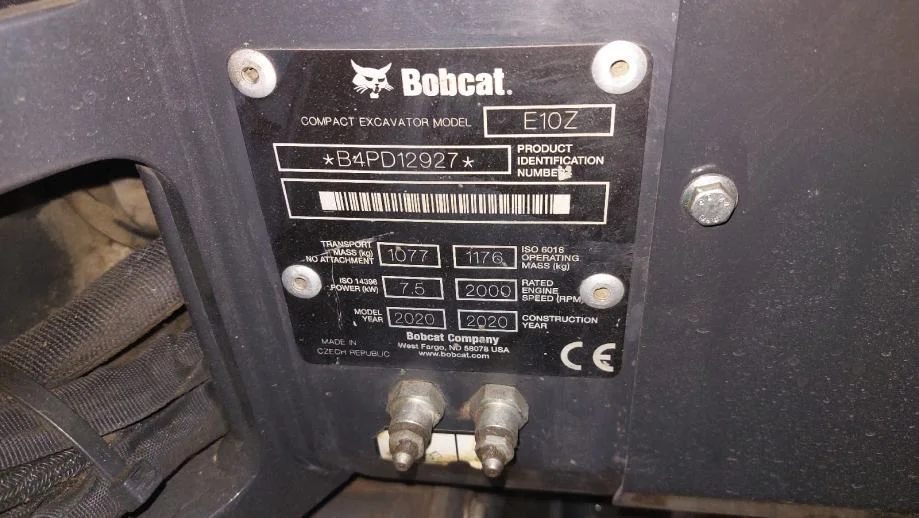 Bobcat.
COMPACT EXCAVATOR MODEL E10Z
*B4PD12927* PRODUCT IDENTIFICATION NUMBER
TRANSPORT MASS (kg) NO ATTACHMENT 1077 1176 ISO 6016 OPERATING MASS (kg)
ISO 14396 POWER (kW) 7.5 2000 RATED ENGINE SPEED (RPM)
MODEL YEAR 2020 2020 CONSTRUCTION YEAR
MADE IN CZECH REPUBLIC
Bobcat Company
West Fargo, ND 58078 USA
www.bobcat.com
CE